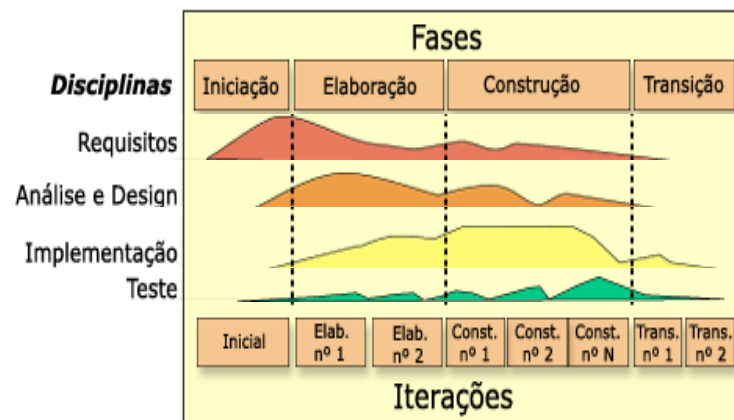 Fases
Disciplinas
Iniciação
Elaboração
Construção
Transição
Requisitos
Análise e Design
Implementação
Teste
Inicial
Elab.
nº 1
Elab.
nº 2
Const.
nº 1
Const.
nº 2
Const.
nº N
Trans.
nº 1
Trans.
nº 2
Iterações